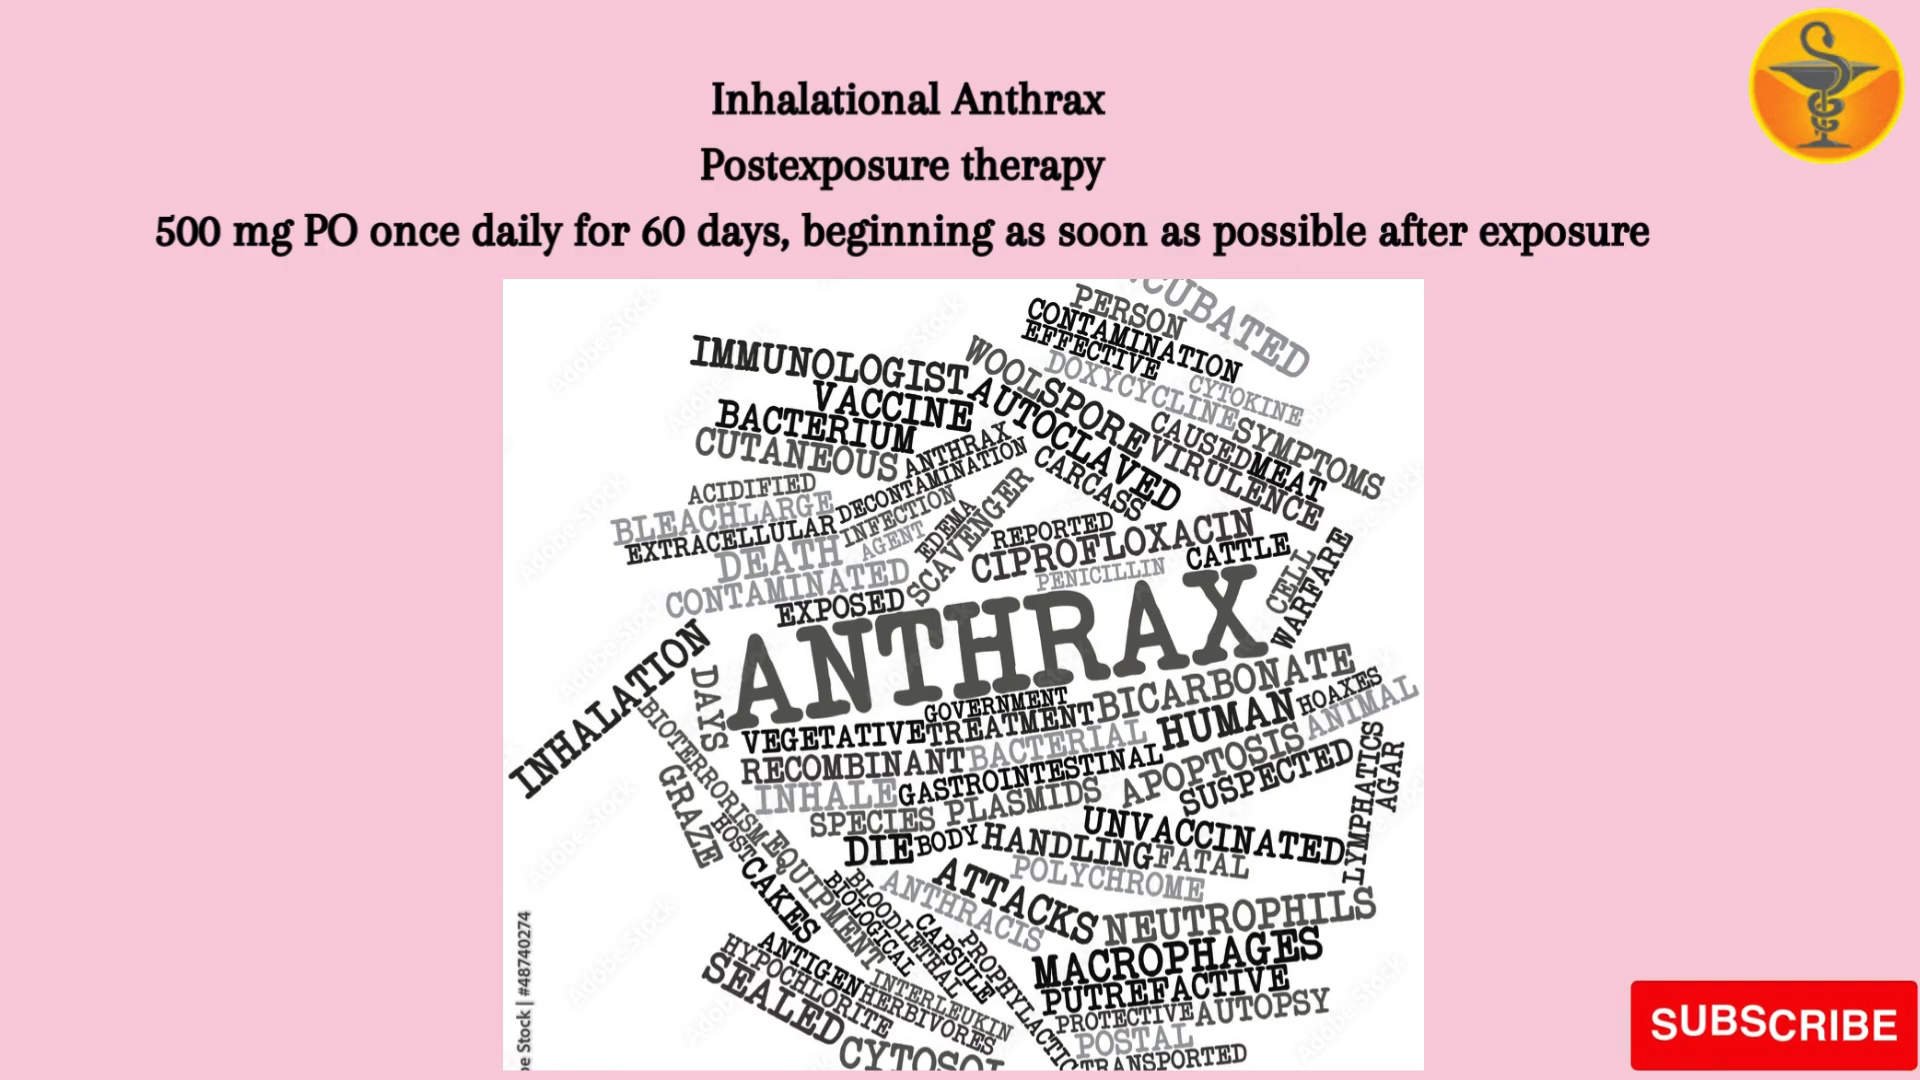 Inhalational Anthrax
Postexposure therapy
500 mg PO once daily for 60 days, beginning as soon as possible after exposure
PERSON
CONTAMINATION
EFFECTIVE
IMMUNOLOGIST
WOOL
DOXYCYCLINE
CYTOKINE
VACCINE
AUTOCLAVED
SPORE
CAUSED
SYMPTOMS
BACTERIUM
CUTANEOUS
ANTHRAX
VIRULENCE
MEAT
DECONTAMINATION
CARCASS
ACIDIFIED
BLEACH
LARGE
EXTRACELLULAR
INFECTION
AGENT
EDEMA
SCAVENGER
REPORTED
CIPROFLOXACIN
PENICILLIN
CATTLE
CELL
WARFARE
DEATH
CONTAMINATED
EXPOSED
ANTHRAX
INHALATION
DAYS
GOVERNMENT
BICARBONATE
VEGETATIVE
TREATMENT
HUMAN
HOAXES
ANIMAL
BIOTERRORISM
RECOMBINANT
BACTERIAL
GASTROINTESTINAL
APOPTOSIS
SUSPECTED
INHALE
LYMPHATICS
AGAR
SPECIES
PLASMIDS
GRAZE
HOST
EQUIPMENT
DIE
BODY
HANDLING
FATAL
UNVACCINATED
CAKES
POLYCHROME
ATTACKS
ANTHRACIS
BLOOD
LETHAL
BIOLOGICAL
CAPSULE
PROPHYLACTIC
NEUTROPHILS
MACROPHAGES
PUTREFACTIVE
PROTECTIVE
AUTOPSY
POSTAL
TRANSPORTED
ANTIGEN
HERBIVORES
INTERLEUKIN
HYPOCHLORITE
SEALED
SUBSCRIBE
#48740274